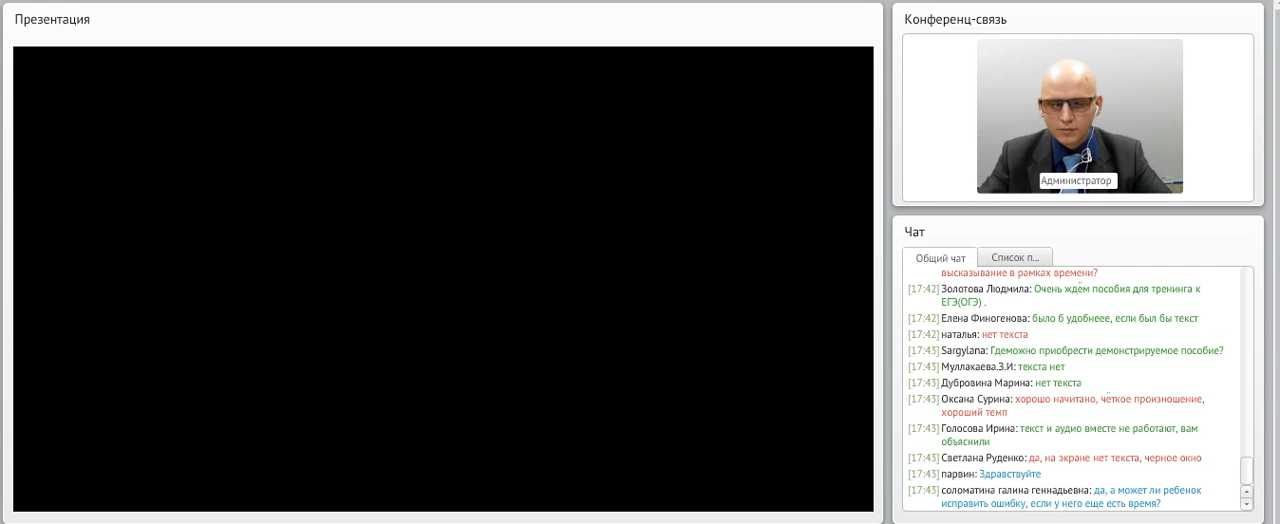 Презентация
Конференц-связь
Администратор
Чат
Общий чат
Список п...
высказывание в рамках времени?
[17:42] Золотова Людмила: Очень ждём пособия для тренинга к
ЕГЭ(ОГЭ) .
[17:42] Елена Финогенова: было б удобнеее, если был бы текст
[17:42] наталья: нет текста
[17:43] Sargylana: Гдеможно приобрести демонстрируемое пособие?
[17:43] Муллакаева.З.И: текста нет
[17:43] Дубровина Марина: нет текста
[17:43] Оксана Сурина: хорошо начитано, чёткое произношение,
хороший темп
[17:43] Голосова Ирина: текст и аудио вместе не работают, вам
объяснили
[17:43] Светлана Руденко: да, на экране нет текста, черное окно
[17:43] парвин: Здравствуйте
[17:43] соломатина галина геннадьевна: да, а может ли ребенок
исправить ошибку, если у него еще есть время?